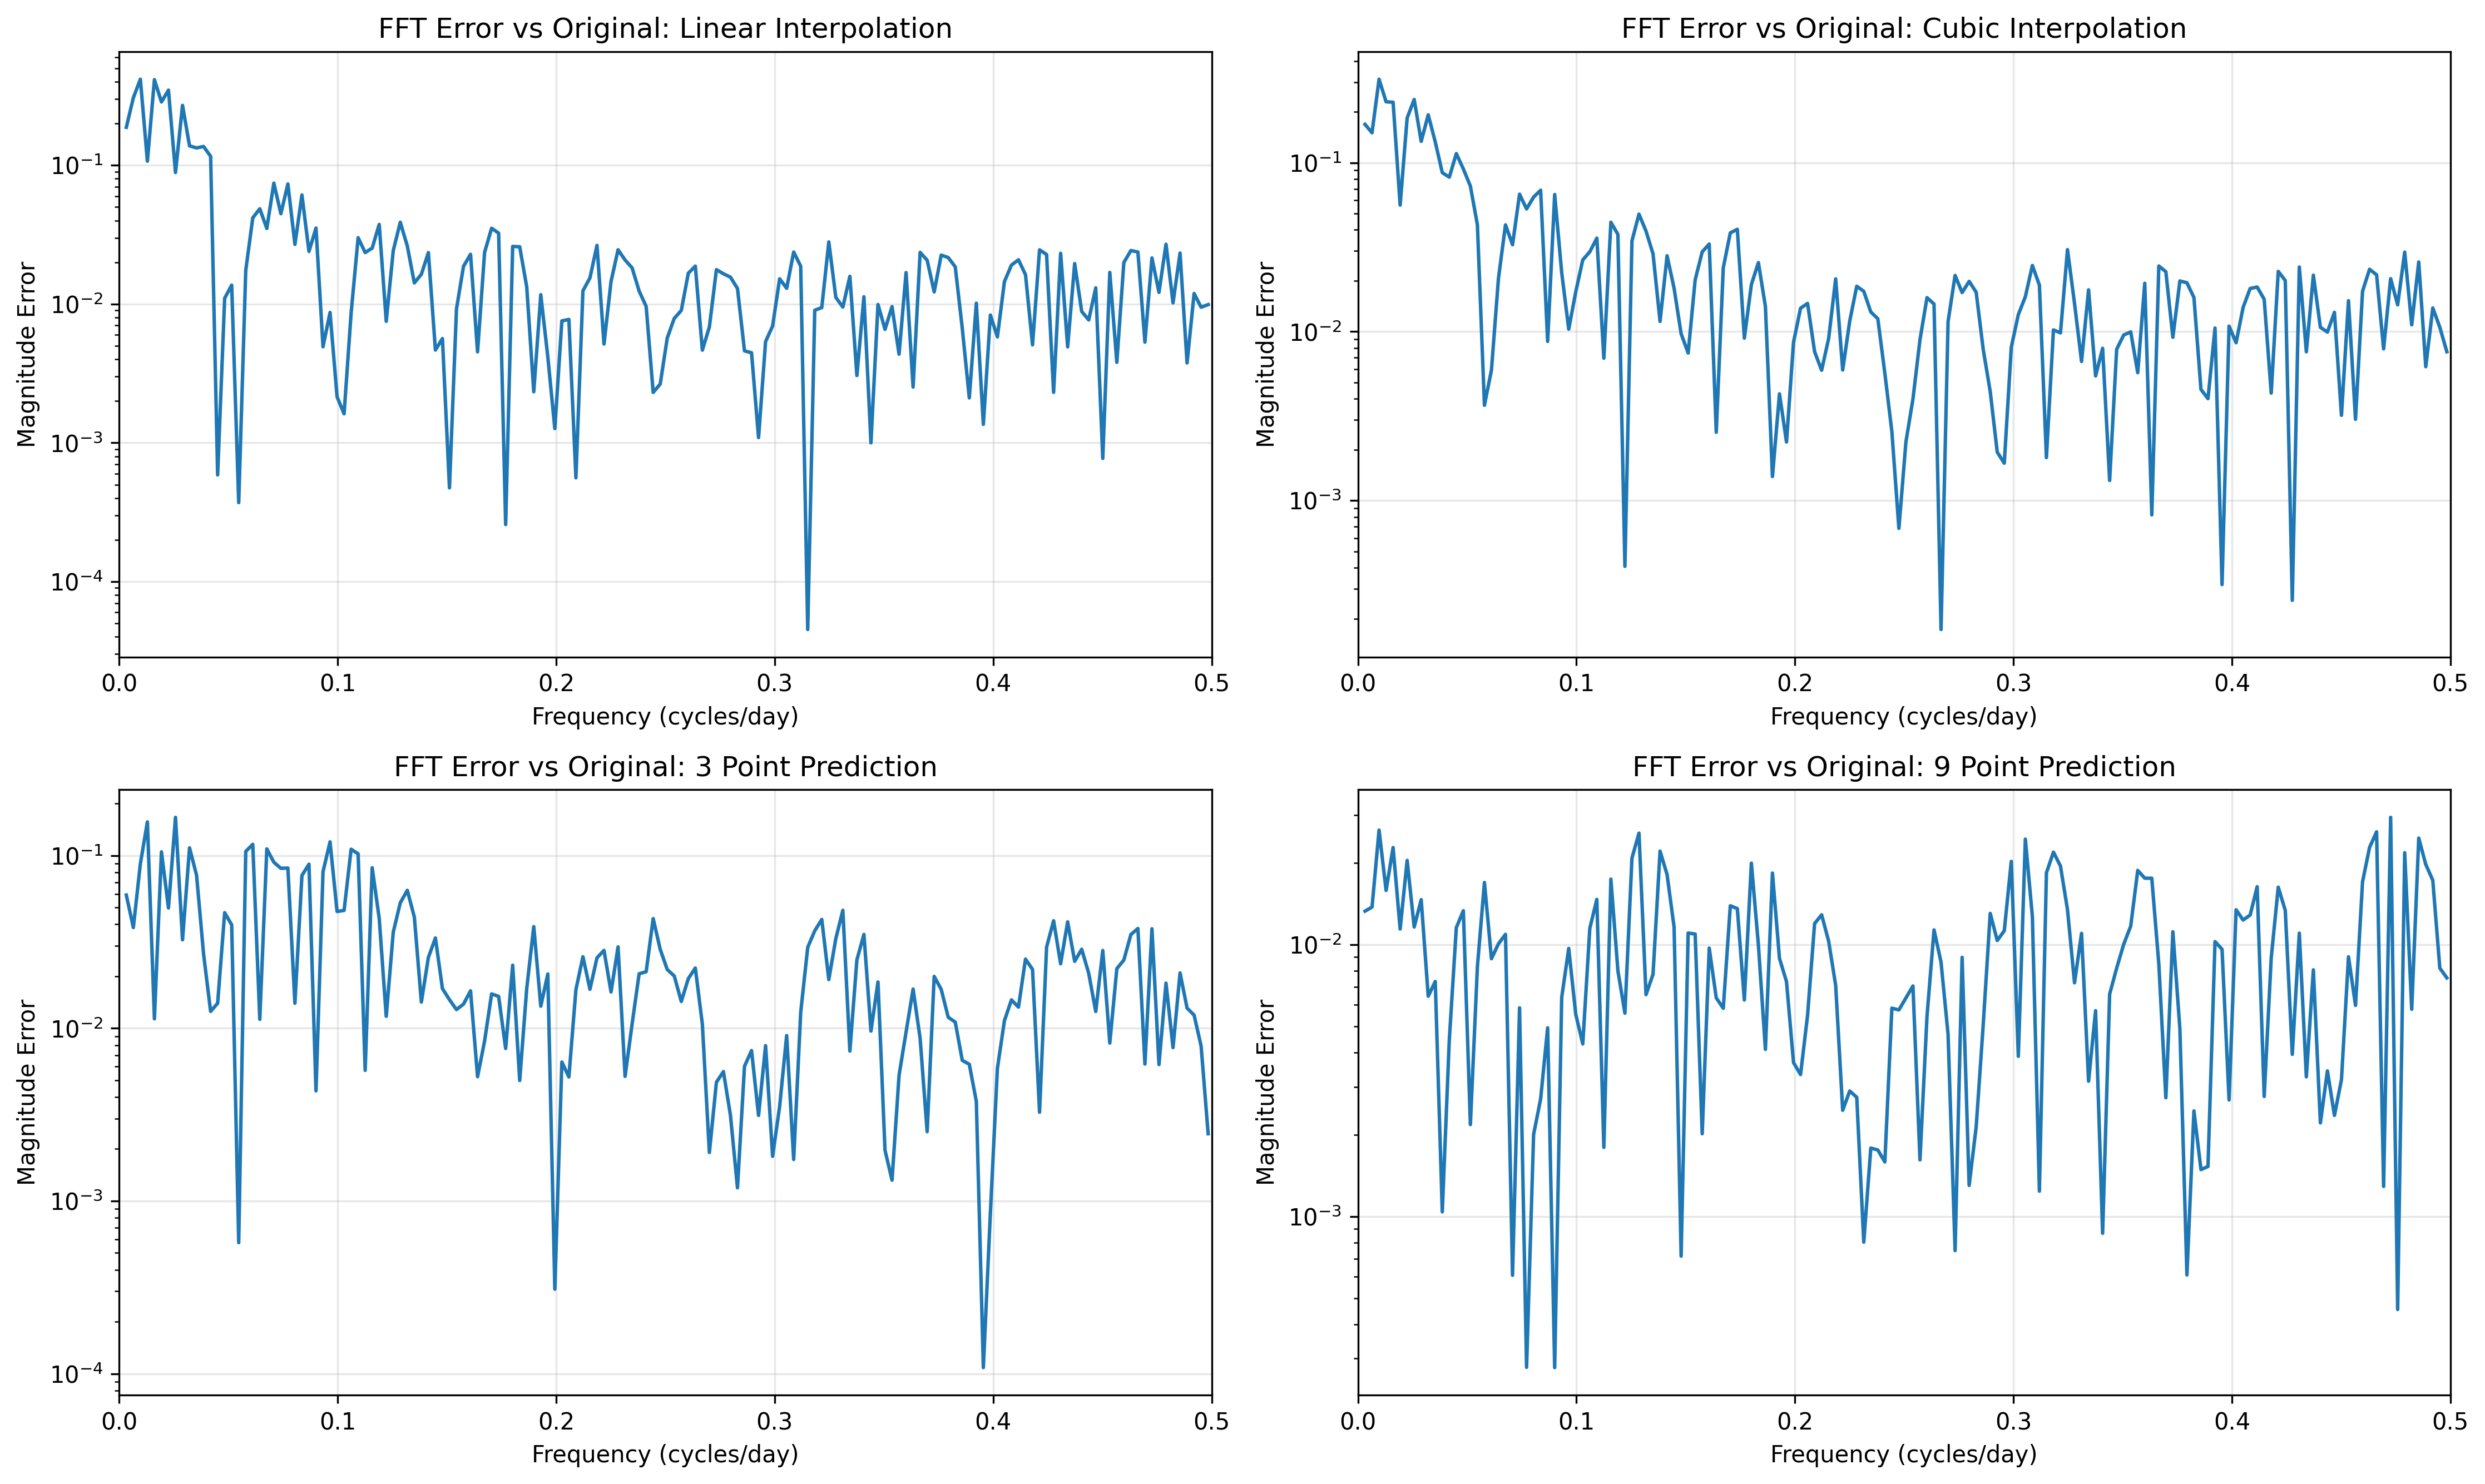 FFT Error vs Original: Linear Interpolation
Magnitude Error
10⁻¹
10⁻²
10⁻³
10⁻⁴
0.0 0.1 0.2 0.3 0.4 0.5
Frequency (cycles/day)
FFT Error vs Original: Cubic Interpolation
Magnitude Error
10⁻¹
10⁻²
10⁻³
0.0 0.1 0.2 0.3 0.4 0.5
Frequency (cycles/day)
FFT Error vs Original: 3 Point Prediction
Magnitude Error
10⁻¹
10⁻²
10⁻³
10⁻⁴
0.0 0.1 0.2 0.3 0.4 0.5
Frequency (cycles/day)
FFT Error vs Original: 9 Point Prediction
Magnitude Error
10⁻²
10⁻³
0.0 0.1 0.2 0.3 0.4 0.5
Frequency (cycles/day)